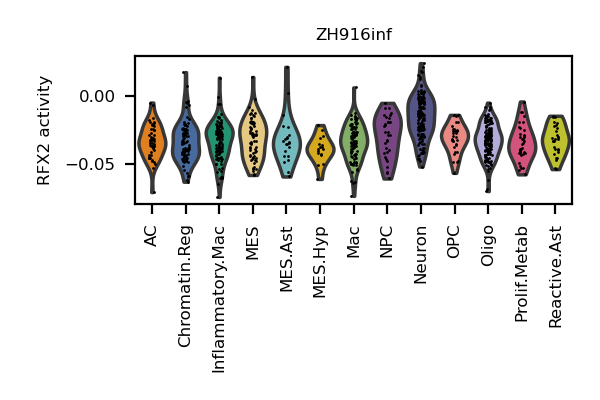 ZH916inf
RFX2 activity
0.00
−0.05
AC
Chromatin.Reg
Inflammatory.Mac
MES
MES.Ast
MES.Hyp
Mac
NPC
Neuron
OPC
Oligo
Prolif.Metab
Reactive.Ast